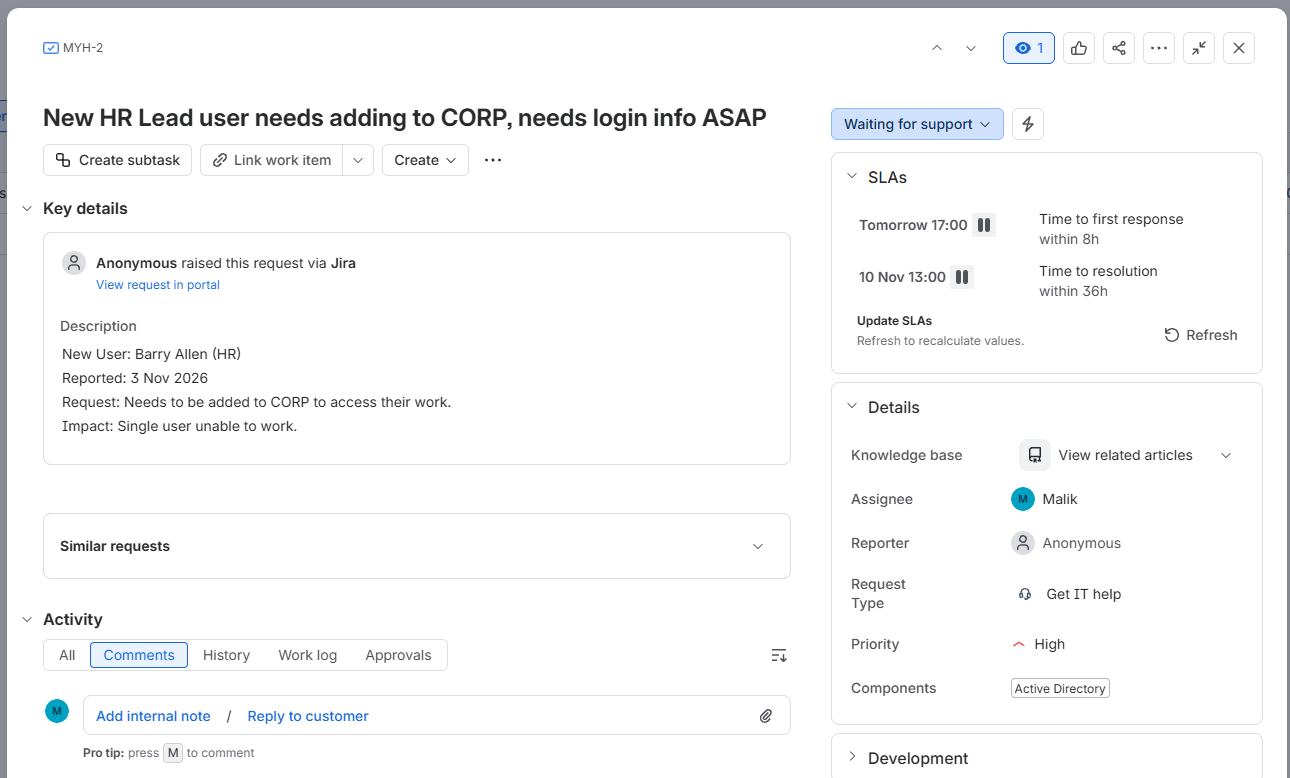 MYH-2
1
New HR Lead user needs adding to CORP, needs login info ASAP
Create subtask
Link work item
Create
Key details
Anonymous raised this request via Jira
View request in portal
Description
New User: Barry Allen (HR)
Reported: 3 Nov 2026
Request: Needs to be added to CORP to access their work.
Impact: Single user unable to work.
Similar requests
Activity
All
Comments
History
Work log
Approvals
M
Add internal note / Reply to customer
Pro tip: press M to comment
Waiting for support
SLAs
Tomorrow 17:00
Time to first response
within 8h
10 Nov 13:00
Time to resolution
within 36h
Update SLAs
Refresh to recalculate values.
Refresh
Details
Knowledge base
View related articles
Assignee
M
Malik
Reporter
Anonymous
Request
Type
Get IT help
Priority
High
Components
Active Directory
Development